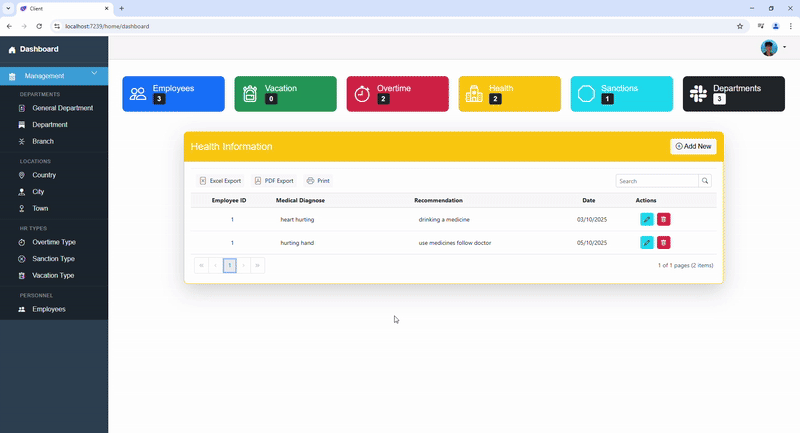 Client
localhost:7239/home/dashboard
Dashboard
Management
DEPARTMENTS
General Department
Department
Branch
LOCATIONS
Country
City
Town
HR TYPES
Overtime Type
Sanction Type
Vacation Type
PERSONNEL
Employees
Employees
3
Vacation
0
Overtime
2
Health
2
Sanctions
1
Departments
3
Health Information
Add New
Excel Export PDF Export Print
Search
Employee ID Medical Diagnose Recommendation Date Actions
1 heart hurting drinking a medicine 03/10/2025
1 hurting hand use medicines follow doctor 05/10/2025
1
1 of 1 pages (2 items)